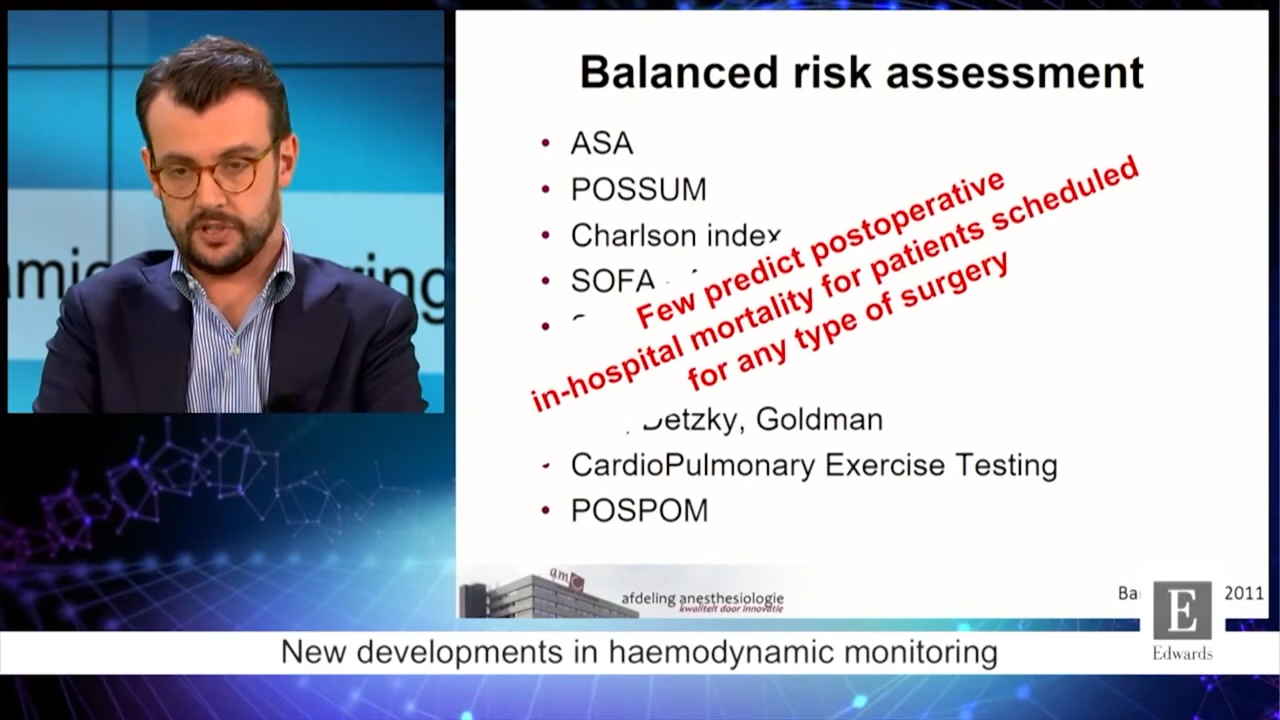 Balanced risk assessment
• ASA
• POSSUM
• Charlson index
• SOFA
Few predict postoperative
in-hospital mortality for patients scheduled
for any type of surgery
Goldman
• CardioPulmonary Exercise Testing
• POSPOM
amc
afdeling anesthesiologie
kwaliteit door innovatie
2011
E
Edwards
New developments in haemodynamic monitoring